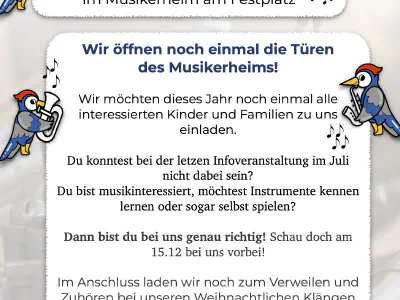 im Musikerheim am Festplatz
Wir öffnen noch einmal die Türen
des Musikerheims!
Wir möchten dieses Jahr noch einmal alle
interessierten Kinder und Familien zu uns
einladen.
Du konntest bei der letzen Infoveranstaltung im Juli
nicht dabei sein?
Du bist musikinteressiert, möchtest Instrumente kennen
lernen oder sogar selbst spielen?
Dann bist du bei uns genau richtig! Schau doch am
15.12 bei uns vorbei!
Im Anschluss laden wir noch zum Verweilen und
Zuhören bei unseren Weihnachtlichen Klängen